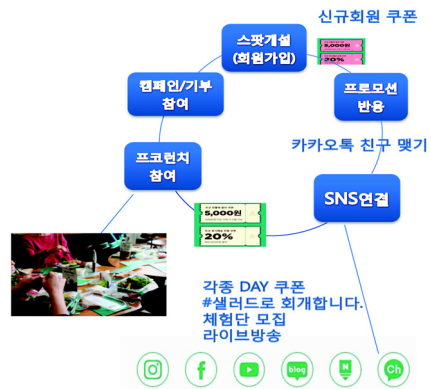 신규회원 쿠폰
스팟개설
(회원가입)
5,000원
20%
캠페인/기부
참여
프로모션
반응
카카오톡 친구 맺기
프코런치
참여
SNS연결
5,000원
20%
각종 DAY 쿠폰
#샐러드로 회개합니다.
체험단 모집
라이브방송
blog
N
Ch